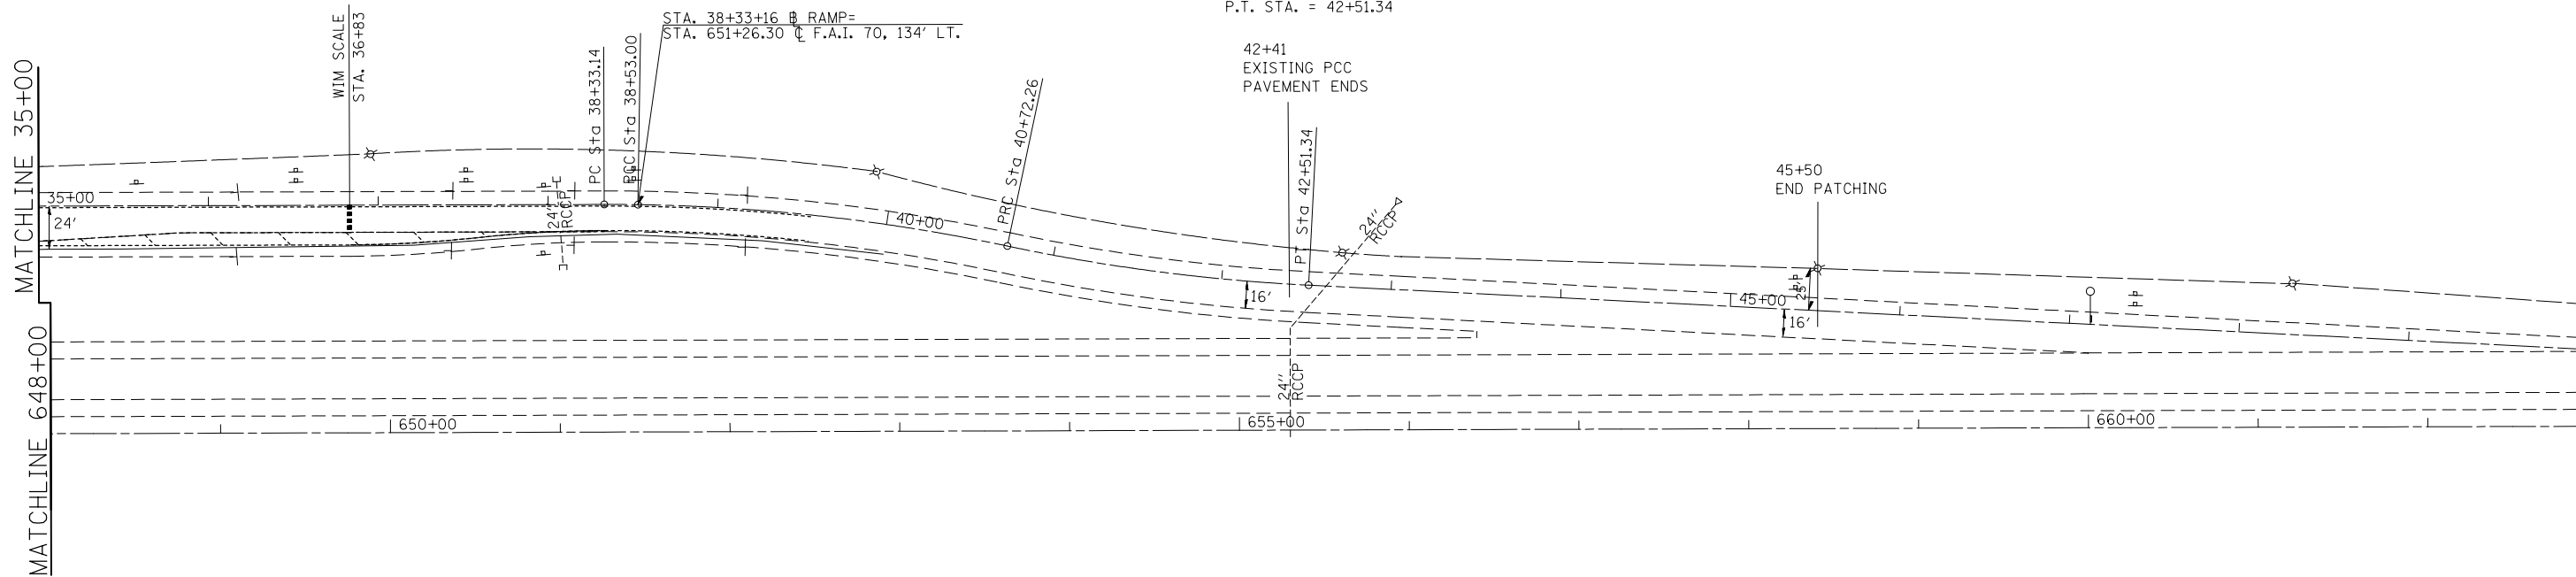 P.T. STA. = 42+51.34
STA. 38+33+16 ⅊ RAMP=
STA. 651+26.30 ℄ F.A.I. 70, 134' LT.
WIM SCALE
STA. 36+83
PC Sta 38+33.14
PCC Sta 38+53.00
PRC Sta 40+72.26
42+41
EXISTING PCC
PAVEMENT ENDS
PT Sta 42+51.34
45+50
END PATCHING
MATCHLINE 35+00
35+00
24'
24"
RCCP
40+00
24"
RCCP
16'
45+00
25'
16'
MATCHLINE 648+00
24"
RCCP
650+00
655+00
660+00